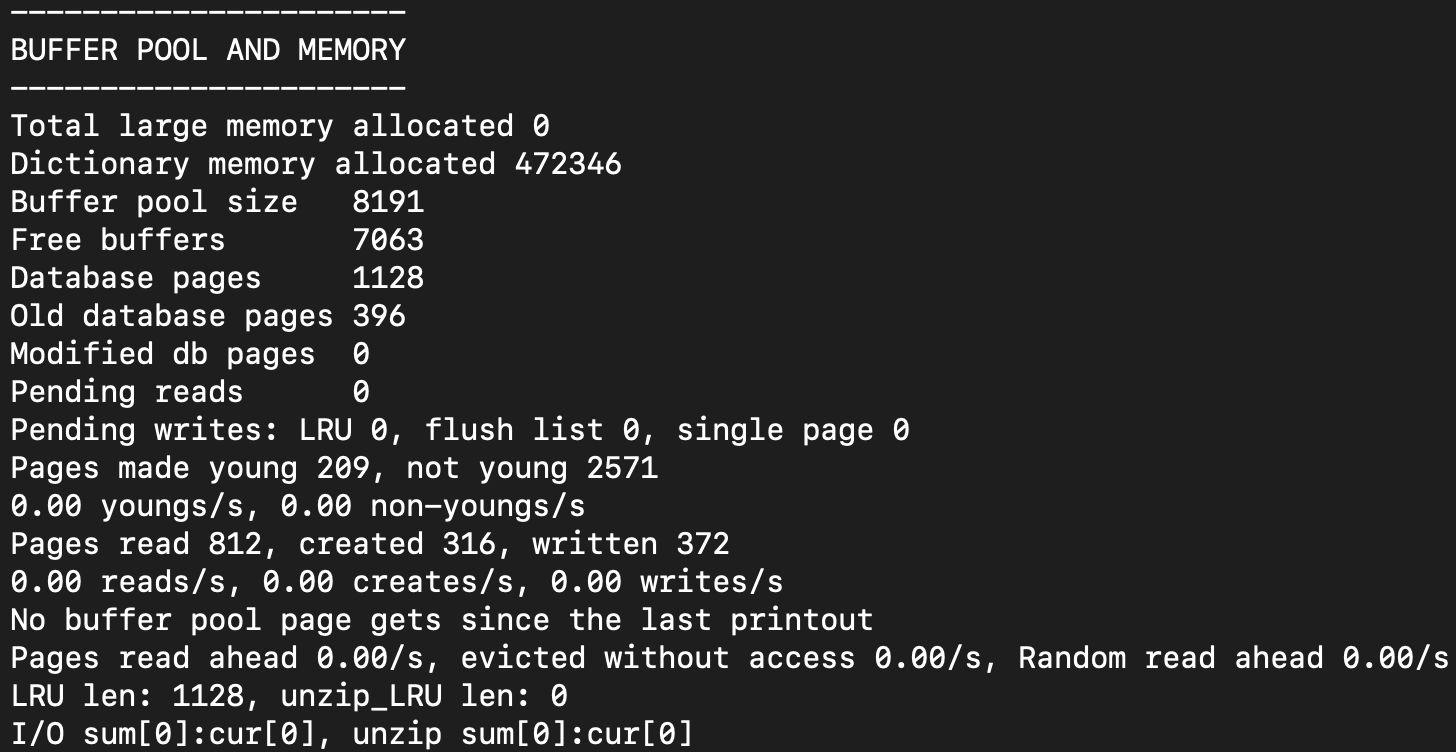 ----------------------
BUFFER POOL AND MEMORY
----------------------
Total large memory allocated 0
Dictionary memory allocated 472346
Buffer pool size   8191
Free buffers       7063
Database pages     1128
Old database pages 396
Modified db pages  0
Pending reads      0
Pending writes: LRU 0, flush list 0, single page 0
Pages made young 209, not young 2571
0.00 youngs/s, 0.00 non-youngs/s
Pages read 812, created 316, written 372
0.00 reads/s, 0.00 creates/s, 0.00 writes/s
No buffer pool page gets since the last printout
Pages read ahead 0.00/s, evicted without access 0.00/s, Random read ahead 0.00/s
LRU len: 1128, unzip_LRU len: 0
I/O sum[0]:cur[0], unzip sum[0]:cur[0]